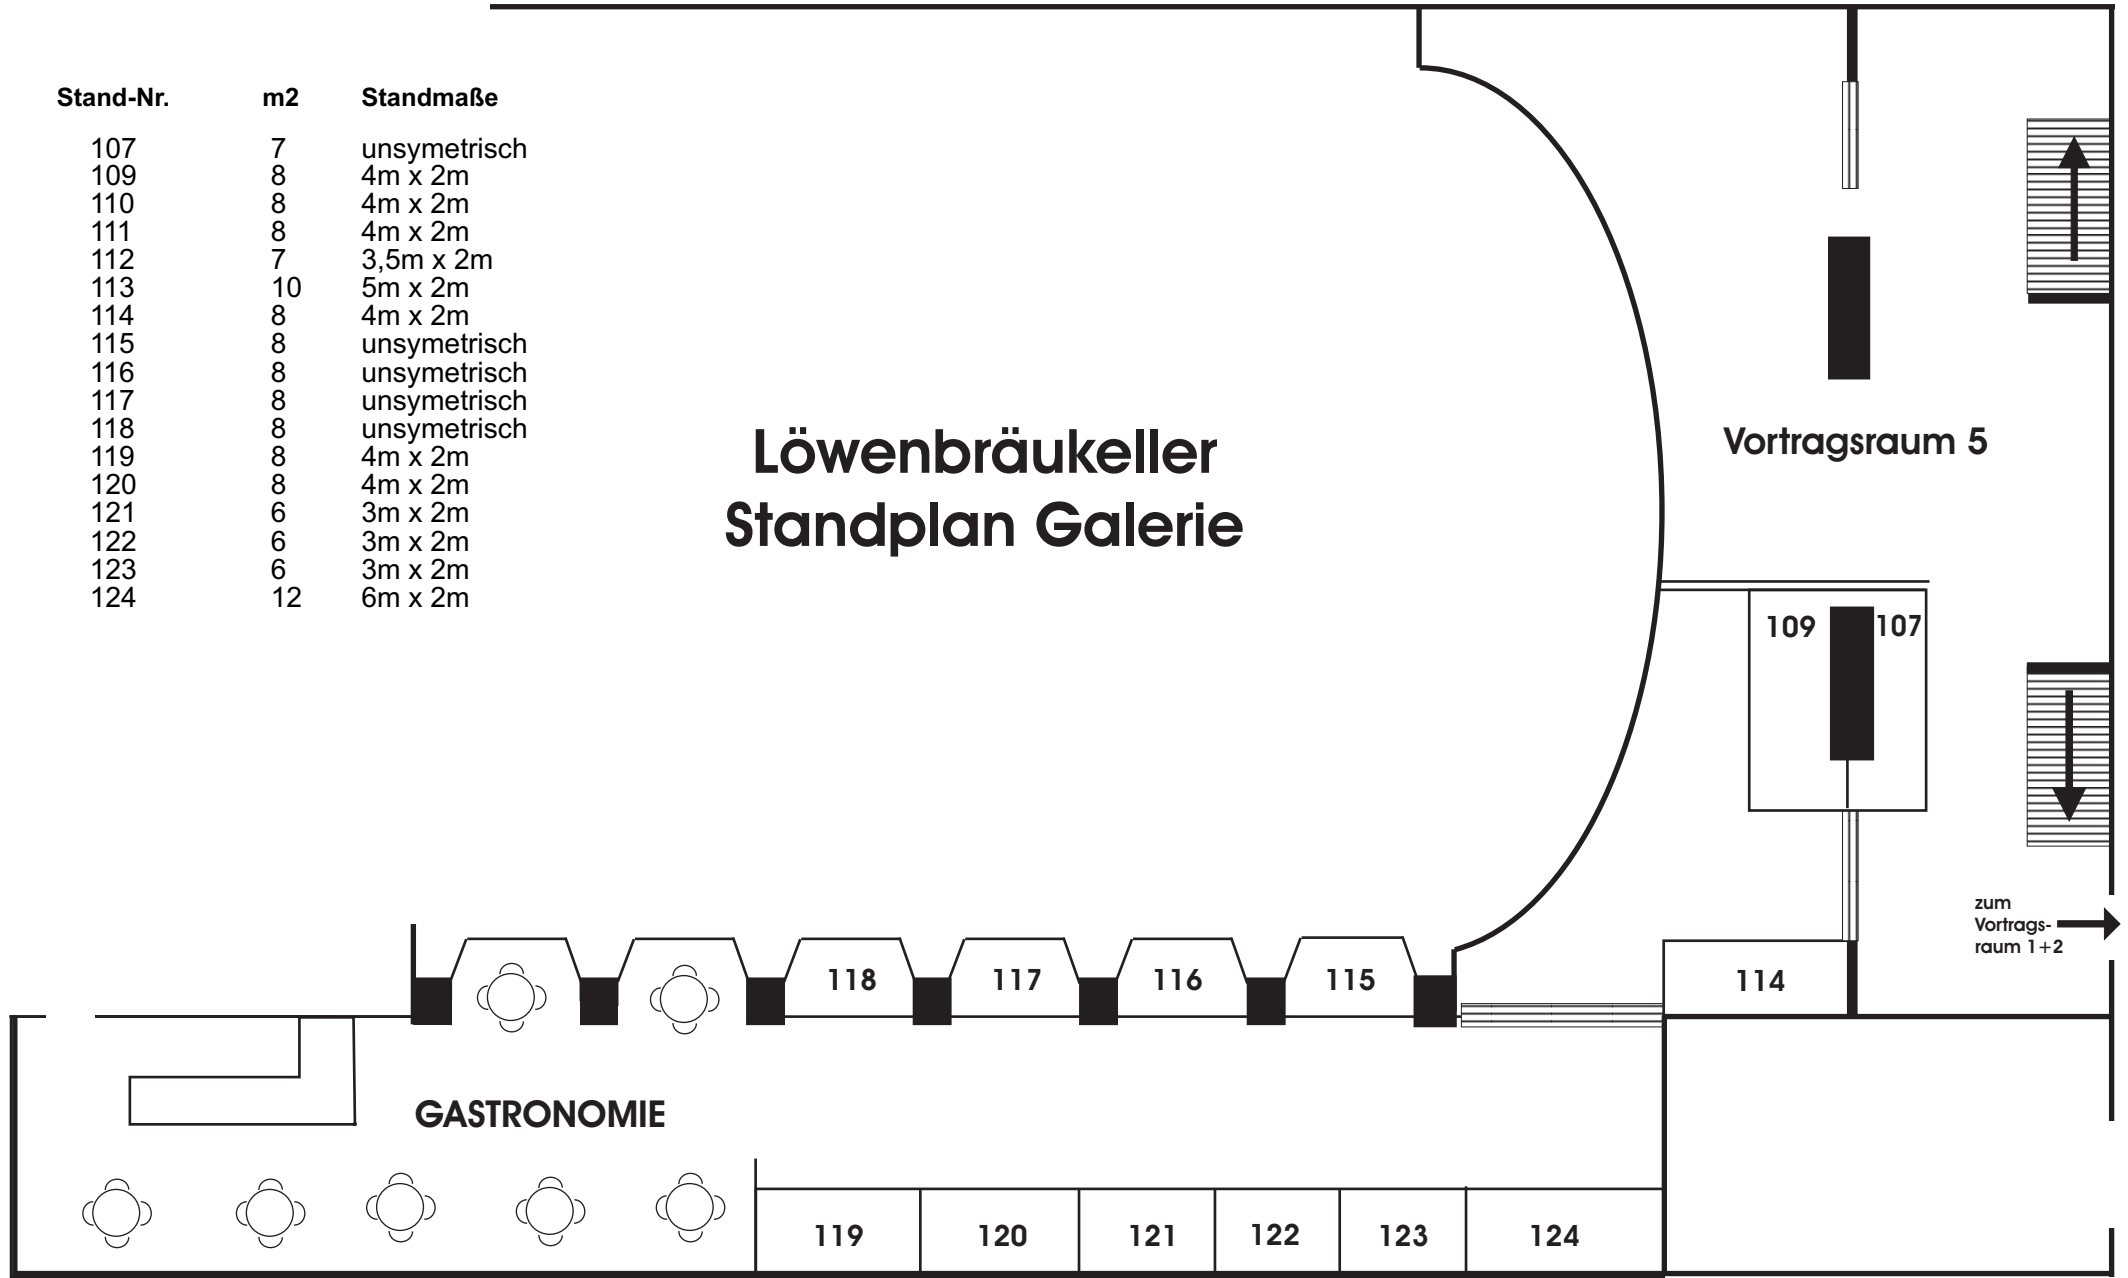 Stand-Nr. m2 Standmaße
107 7 unsymetrisch
109 8 4m x 2m
110 8 4m x 2m
111 8 4m x 2m
112 7 3,5m x 2m
113 10 5m x 2m
114 8 4m x 2m
115 8 unsymetrisch
116 8 unsymetrisch
117 8 unsymetrisch
118 8 unsymetrisch
119 8 4m x 2m
120 8 4m x 2m
121 6 3m x 2m
122 6 3m x 2m
123 6 3m x 2m
124 12 6m x 2m
Löwenbräukeller
Standplan Galerie
Vortragsraum 5
109 107
zum
Vortrags-
raum 1+2
118 117 116 115 114
GASTRONOMIE
119 120 121 122 123 124